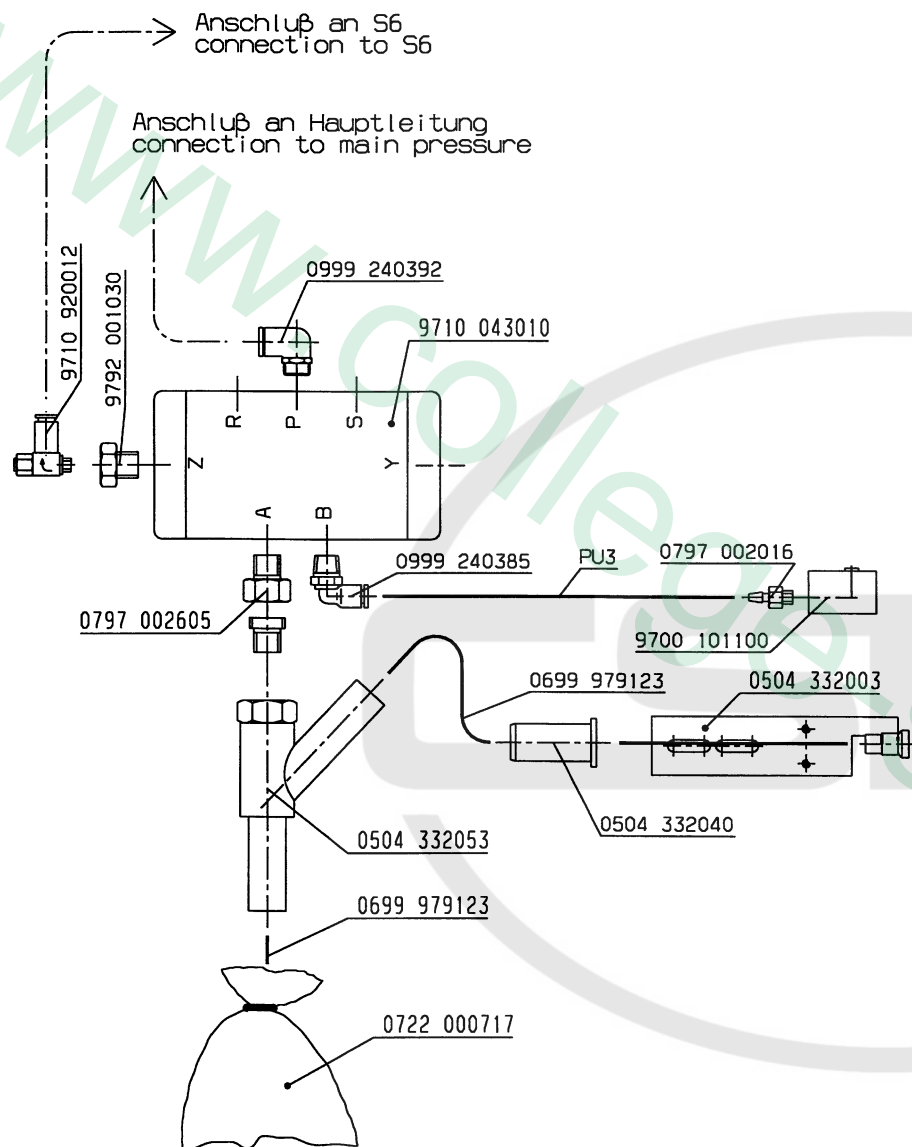 Anschluß an S6
connection to S6
Anschluß an Hauptleitung
connection to main pressure
9710 920012
9792 001030
0999 240392
9710 043010
R
P
S
Z
Y
A
B
0999 240385
PU3
0797 002016
0797 002605
9700 101100
0699 979123
0504 332003
0504 332040
0504 332053
0699 979123
0722 000717
www.college-s